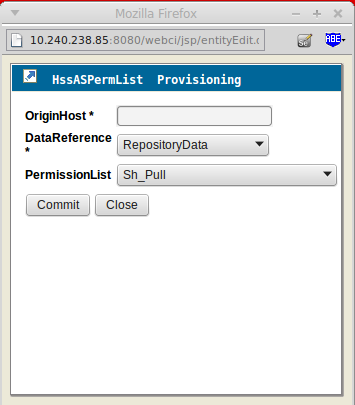 Mozilla Firefox
10.240.238.85:8080/webci/jsp/entityEdit.d
ABP
HssASPermList Provisioning
OriginHost *
DataReference
*
RepositoryData
PermissionList
Sh_Pull
Commit
Close